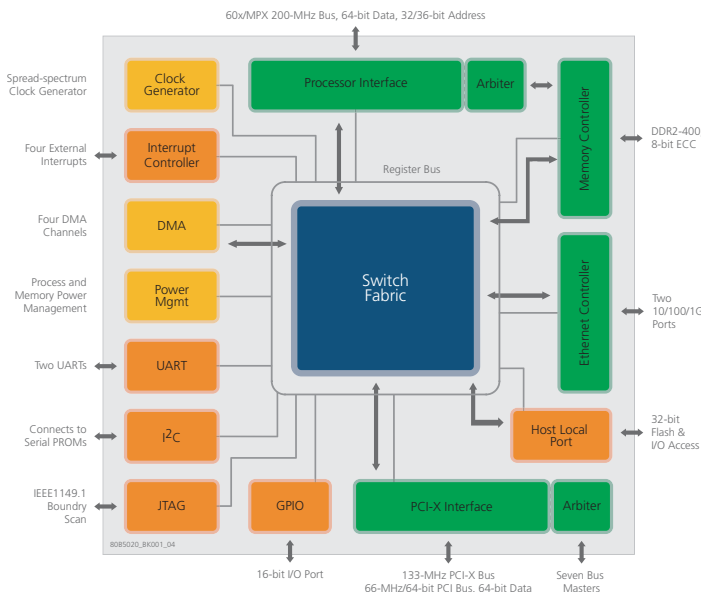 60x/MPX 200-MHz Bus, 64-bit Data, 32/36-bit Address
Spread-spectrum
Clock Generator
Clock
Generator
Processor Interface
Arbiter
Memory Controller
DDR2-400
8-bit ECC
Four External
Interrupts
Interrupt
Controller
Register Bus
Four DMA
Channels
DMA
Switch
Fabric
Process and
Memory Power
Management
Power
Mgmt
Ethernet Controller
Two
10/100/1G
Ports
Two UARTs
UART
Connects to
Serial PROMs
I2C
Host Local
Port
32-bit
Flash &
I/O Access
IEEE1149.1
Boundry
Scan
JTAG
GPIO
PCI-X Interface
Arbiter
8085020_BK001_04
16-bit I/O Port
133-MHz PCI-X Bus
66-MHz/64-bit PCI Bus, 64-bit Data
Seven Bus
Masters